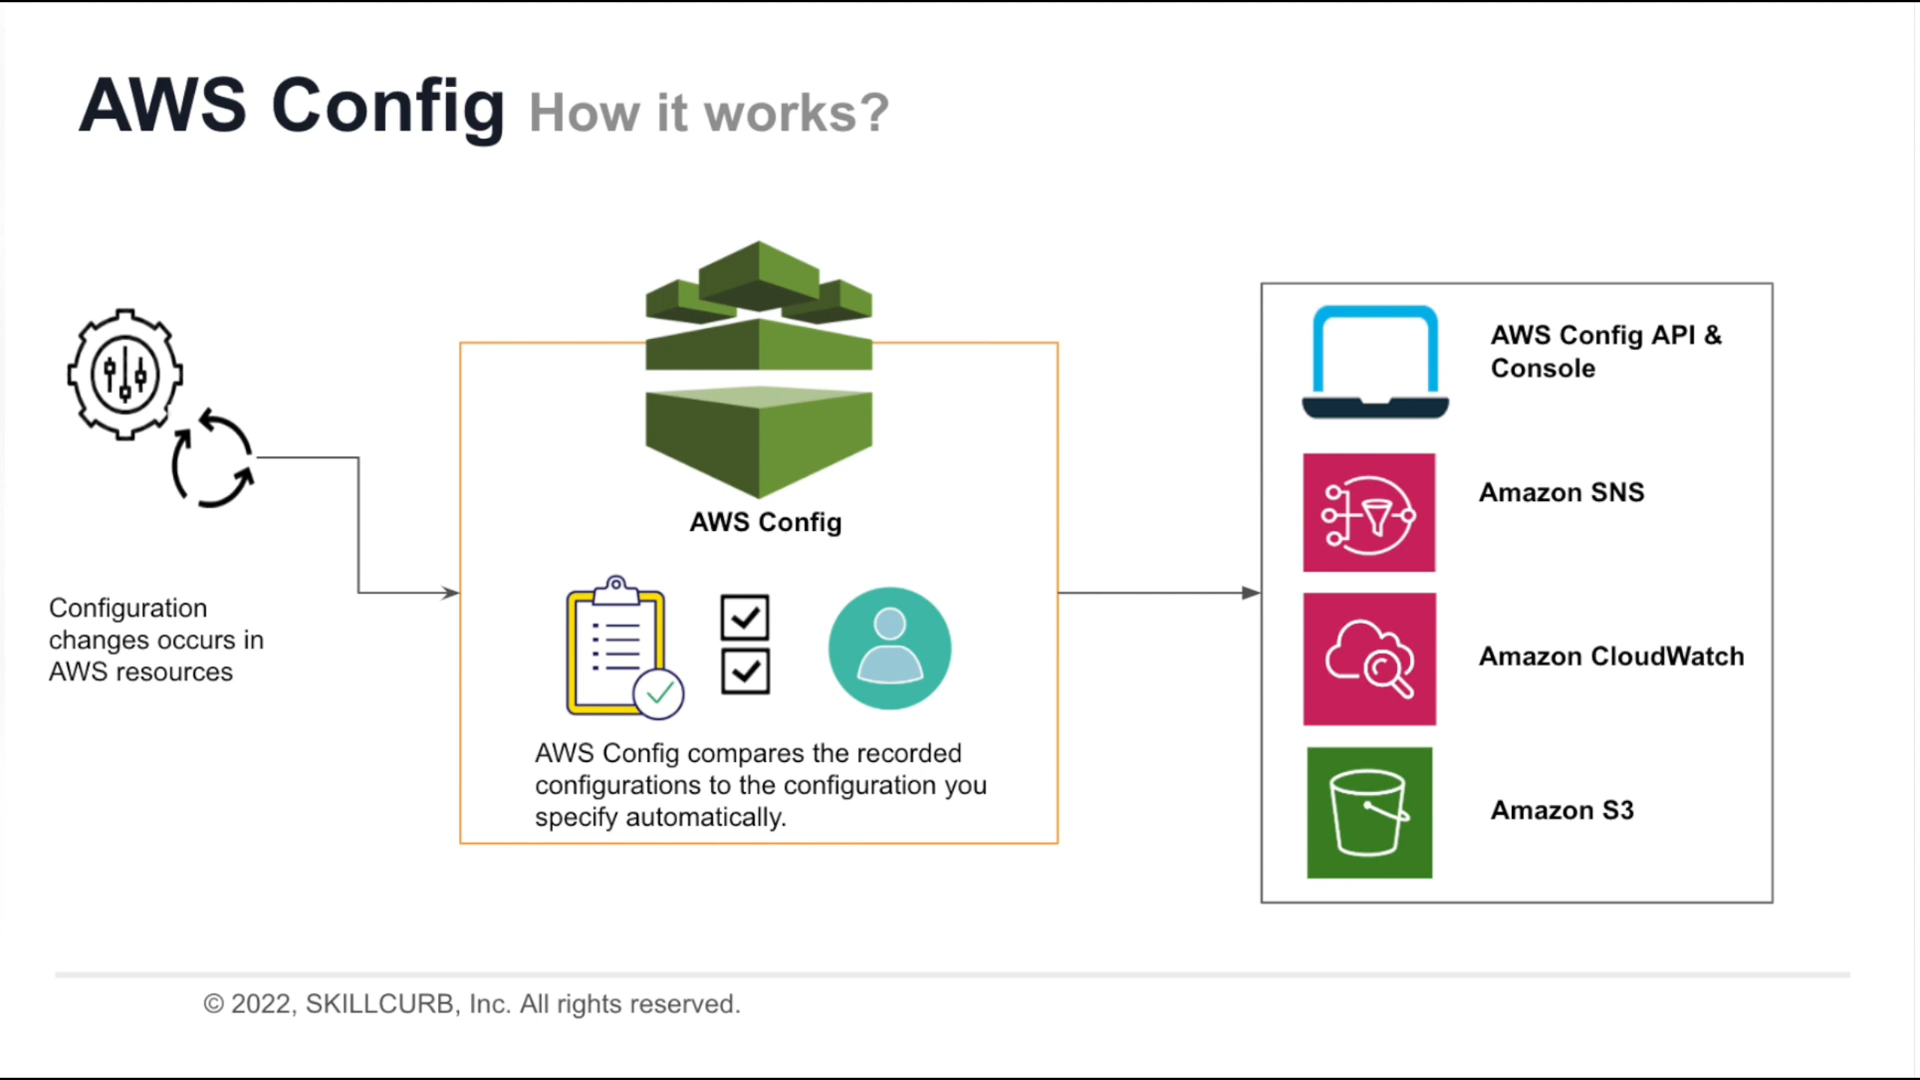 AWS Config How it works?
Configuration
changes occurs in
AWS resources
AWS Config
AWS Config compares the recorded
configurations to the configuration you
specify automatically.
AWS Config API &
Console
Amazon SNS
Amazon CloudWatch
Amazon S3
© 2022, SKILLCURB, Inc. All rights reserved.